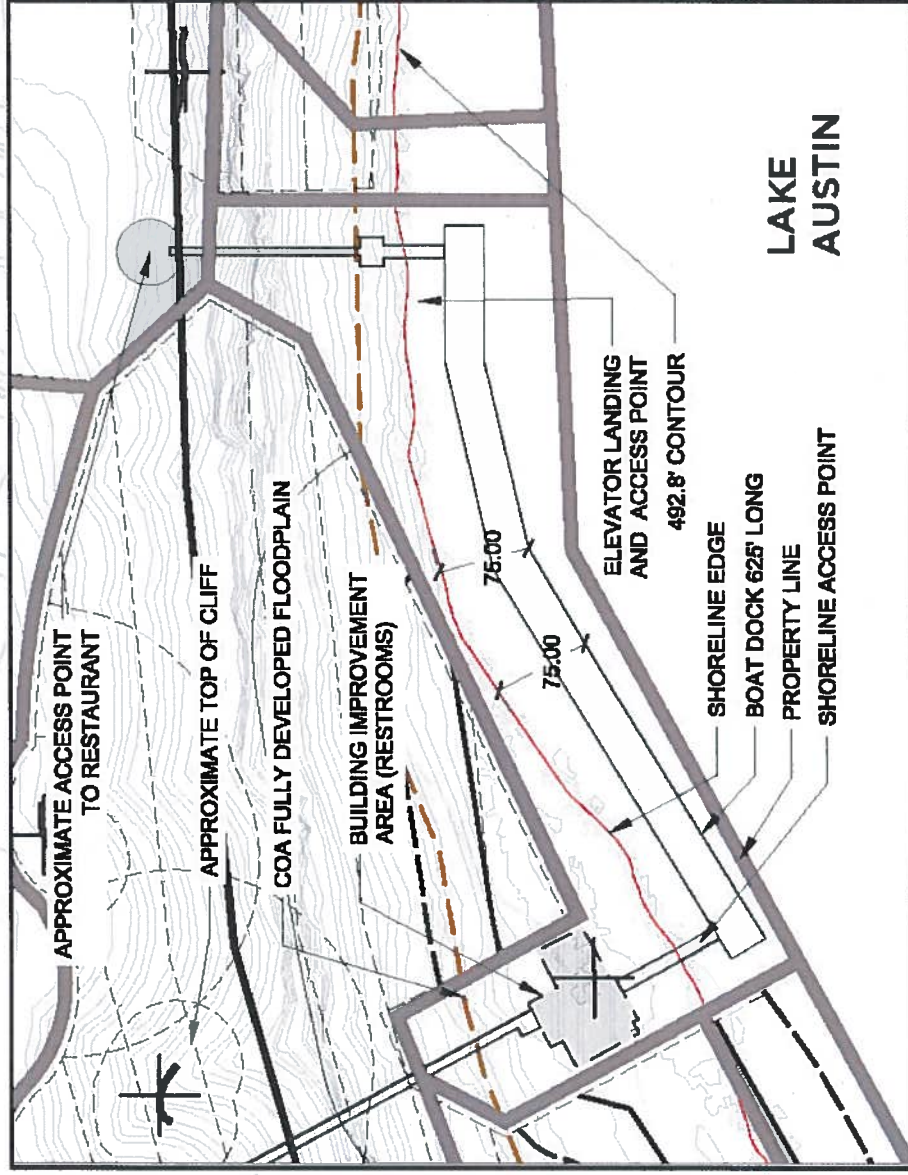 APPROXIMATE ACCESS POINT
TO RESTAURANT
APPROXIMATE TOP OF CLIFF
COA FULLY DEVELOPED FLOODPLAIN
BUILDING IMPROVEMENT
AREA (RESTROOMS)
75.00
75.00
ELEVATOR LANDING
AND ACCESS POINT
492.8' CONTOUR
SHORELINE EDGE
BOAT DOCK 625' LONG
PROPERTY LINE
SHORELINE ACCESS POINT
LAKE
AUSTIN